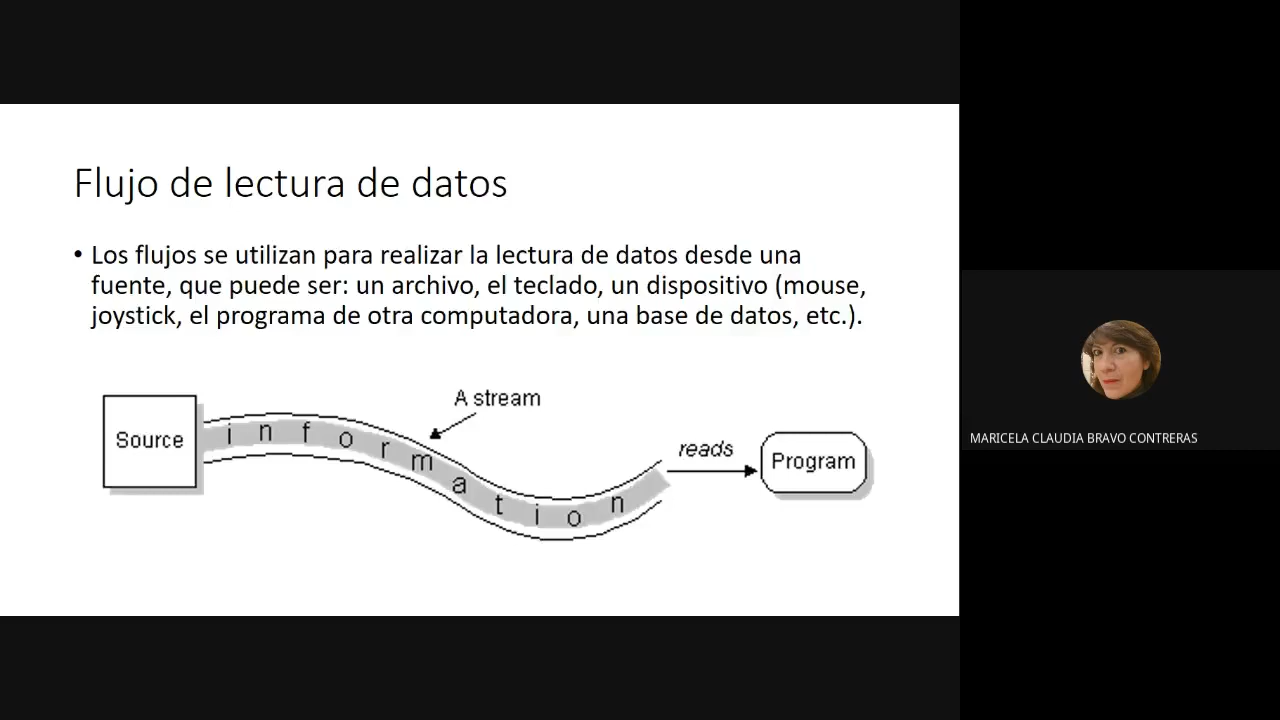 Flujo de lectura de datos
• Los flujos se utilizan para realizar la lectura de datos desde una
fuente, que puede ser: un archivo, el teclado, un dispositivo (mouse,
joystick, el programa de otra computadora, una base de datos, etc.).
A stream
Source
information
reads
Program
MARICELA CLAUDIA BRAVO CONTRERAS